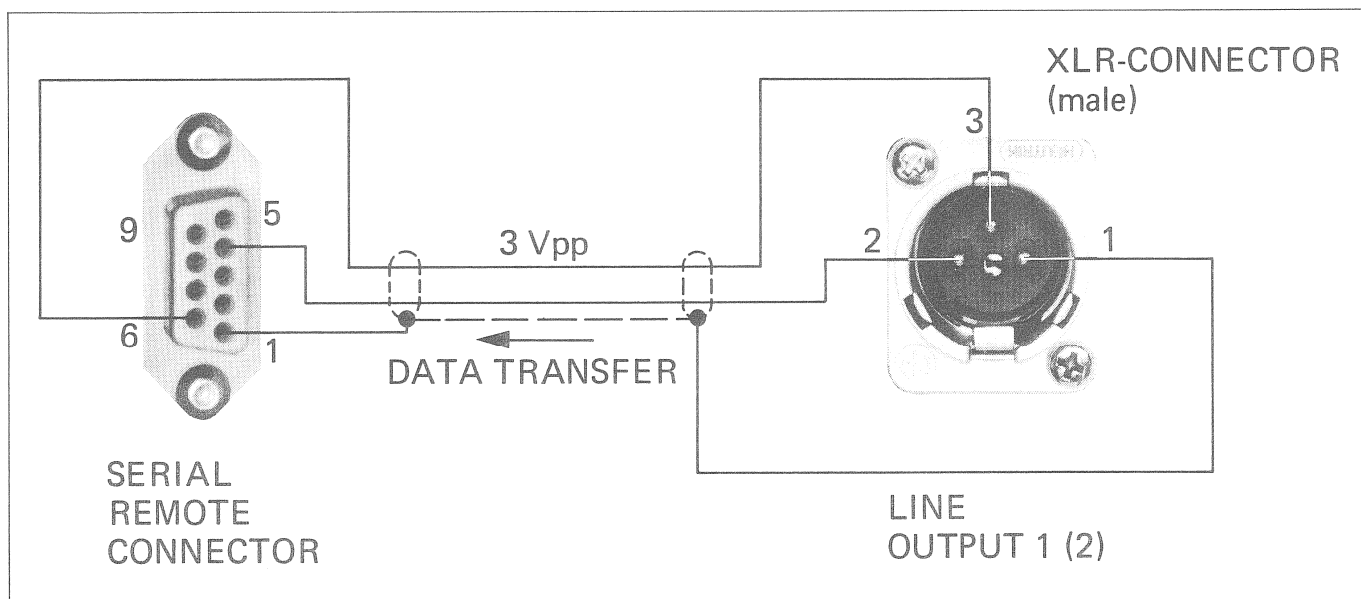 XLR-CONNECTOR
(male)
3
9
5
3 Vpp
2
1
6
1
DATA TRANSFER
SERIAL
REMOTE
CONNECTOR
LINE
OUTPUT 1 (2)